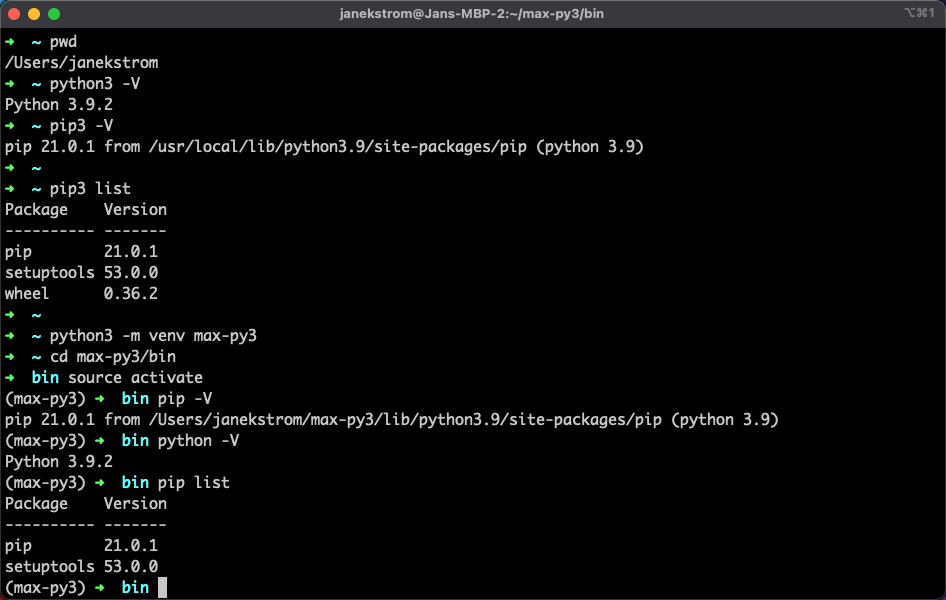 janekstrom@Jans-MBP-2:~/max-py3/bin ⌥⌘1
➜ ~ pwd
/Users/janekstrom
➜ ~ python3 -V
Python 3.9.2
➜ ~ pip3 -V
pip 21.0.1 from /usr/local/lib/python3.9/site-packages/pip (python 3.9)
➜ ~
➜ ~ pip3 list
Package    Version
---------- -------
pip        21.0.1
setuptools 53.0.0
wheel      0.36.2
➜ ~
➜ ~ python3 -m venv max-py3
➜ ~ cd max-py3/bin
➜ bin source activate
(max-py3) ➜ bin pip -V
pip 21.0.1 from /Users/janekstrom/max-py3/lib/python3.9/site-packages/pip (python 3.9)
(max-py3) ➜ bin python -V
Python 3.9.2
(max-py3) ➜ bin pip list
Package    Version
---------- -------
pip        21.0.1
setuptools 53.0.0
(max-py3) ➜ bin